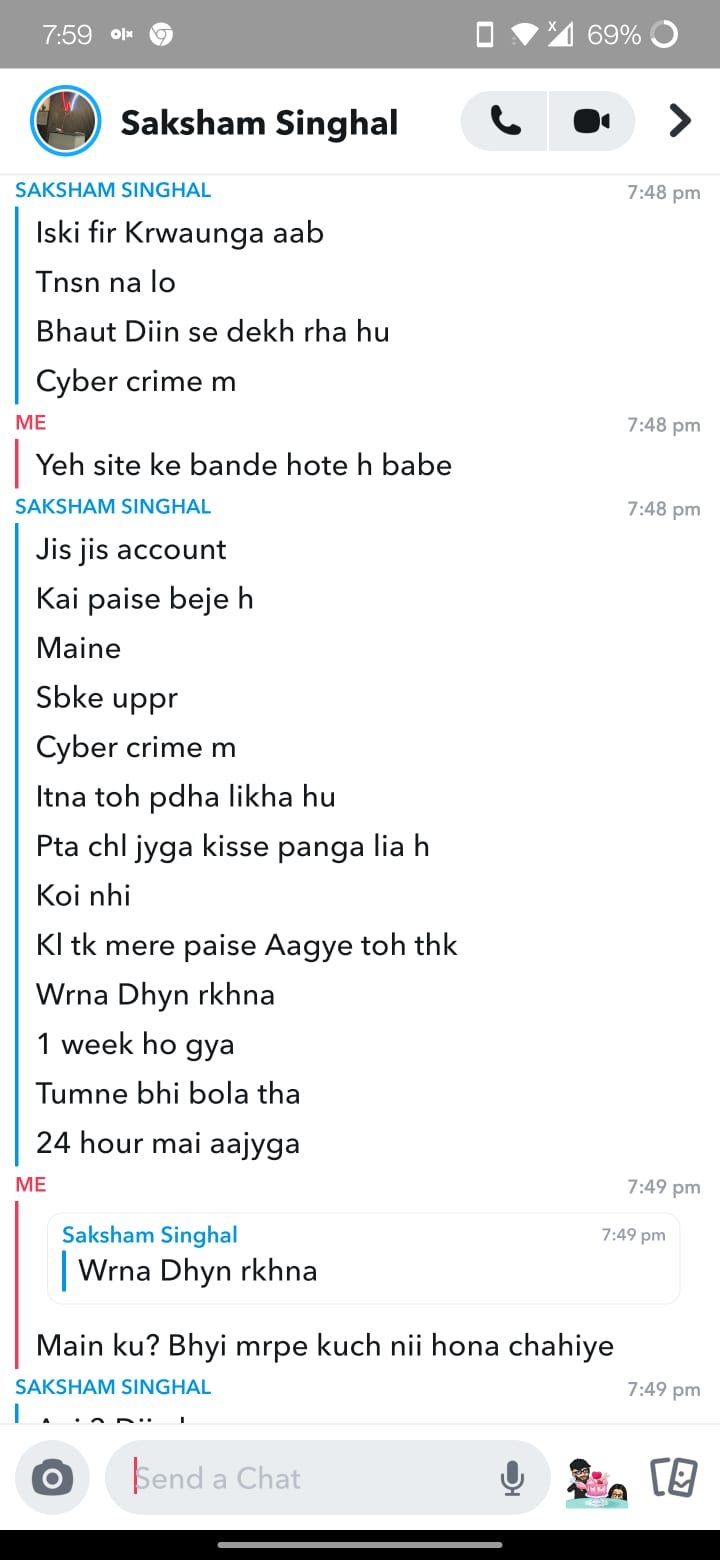 7:59 olx 69%
Saksham Singhal
SAKSHAM SINGHAL 7:48 pm
Iski fir Krwaunga aab
Tnsn na lo
Bhaut Diin se dekh rha hu
Cyber crime m
ME 7:48 pm
Yeh site ke bande hote h babe
SAKSHAM SINGHAL 7:48 pm
Jis jis account
Kai paise beje h
Maine
Sbke uppr
Cyber crime m
Itna toh pdha likha hu
Pta chl jyga kisse panga lia h
Koi nhi
Kl tk mere paise Aagye toh thk
Wrna Dhyn rkhna
1 week ho gya
Tumne bhi bola tha
24 hour mai aajyga
ME 7:49 pm
Saksham Singhal 7:49 pm
Wrna Dhyn rkhna
Main ku? Bhyi mrpe kuch nii hona chahiye
SAKSHAM SINGHAL 7:49 pm
Send a Chat